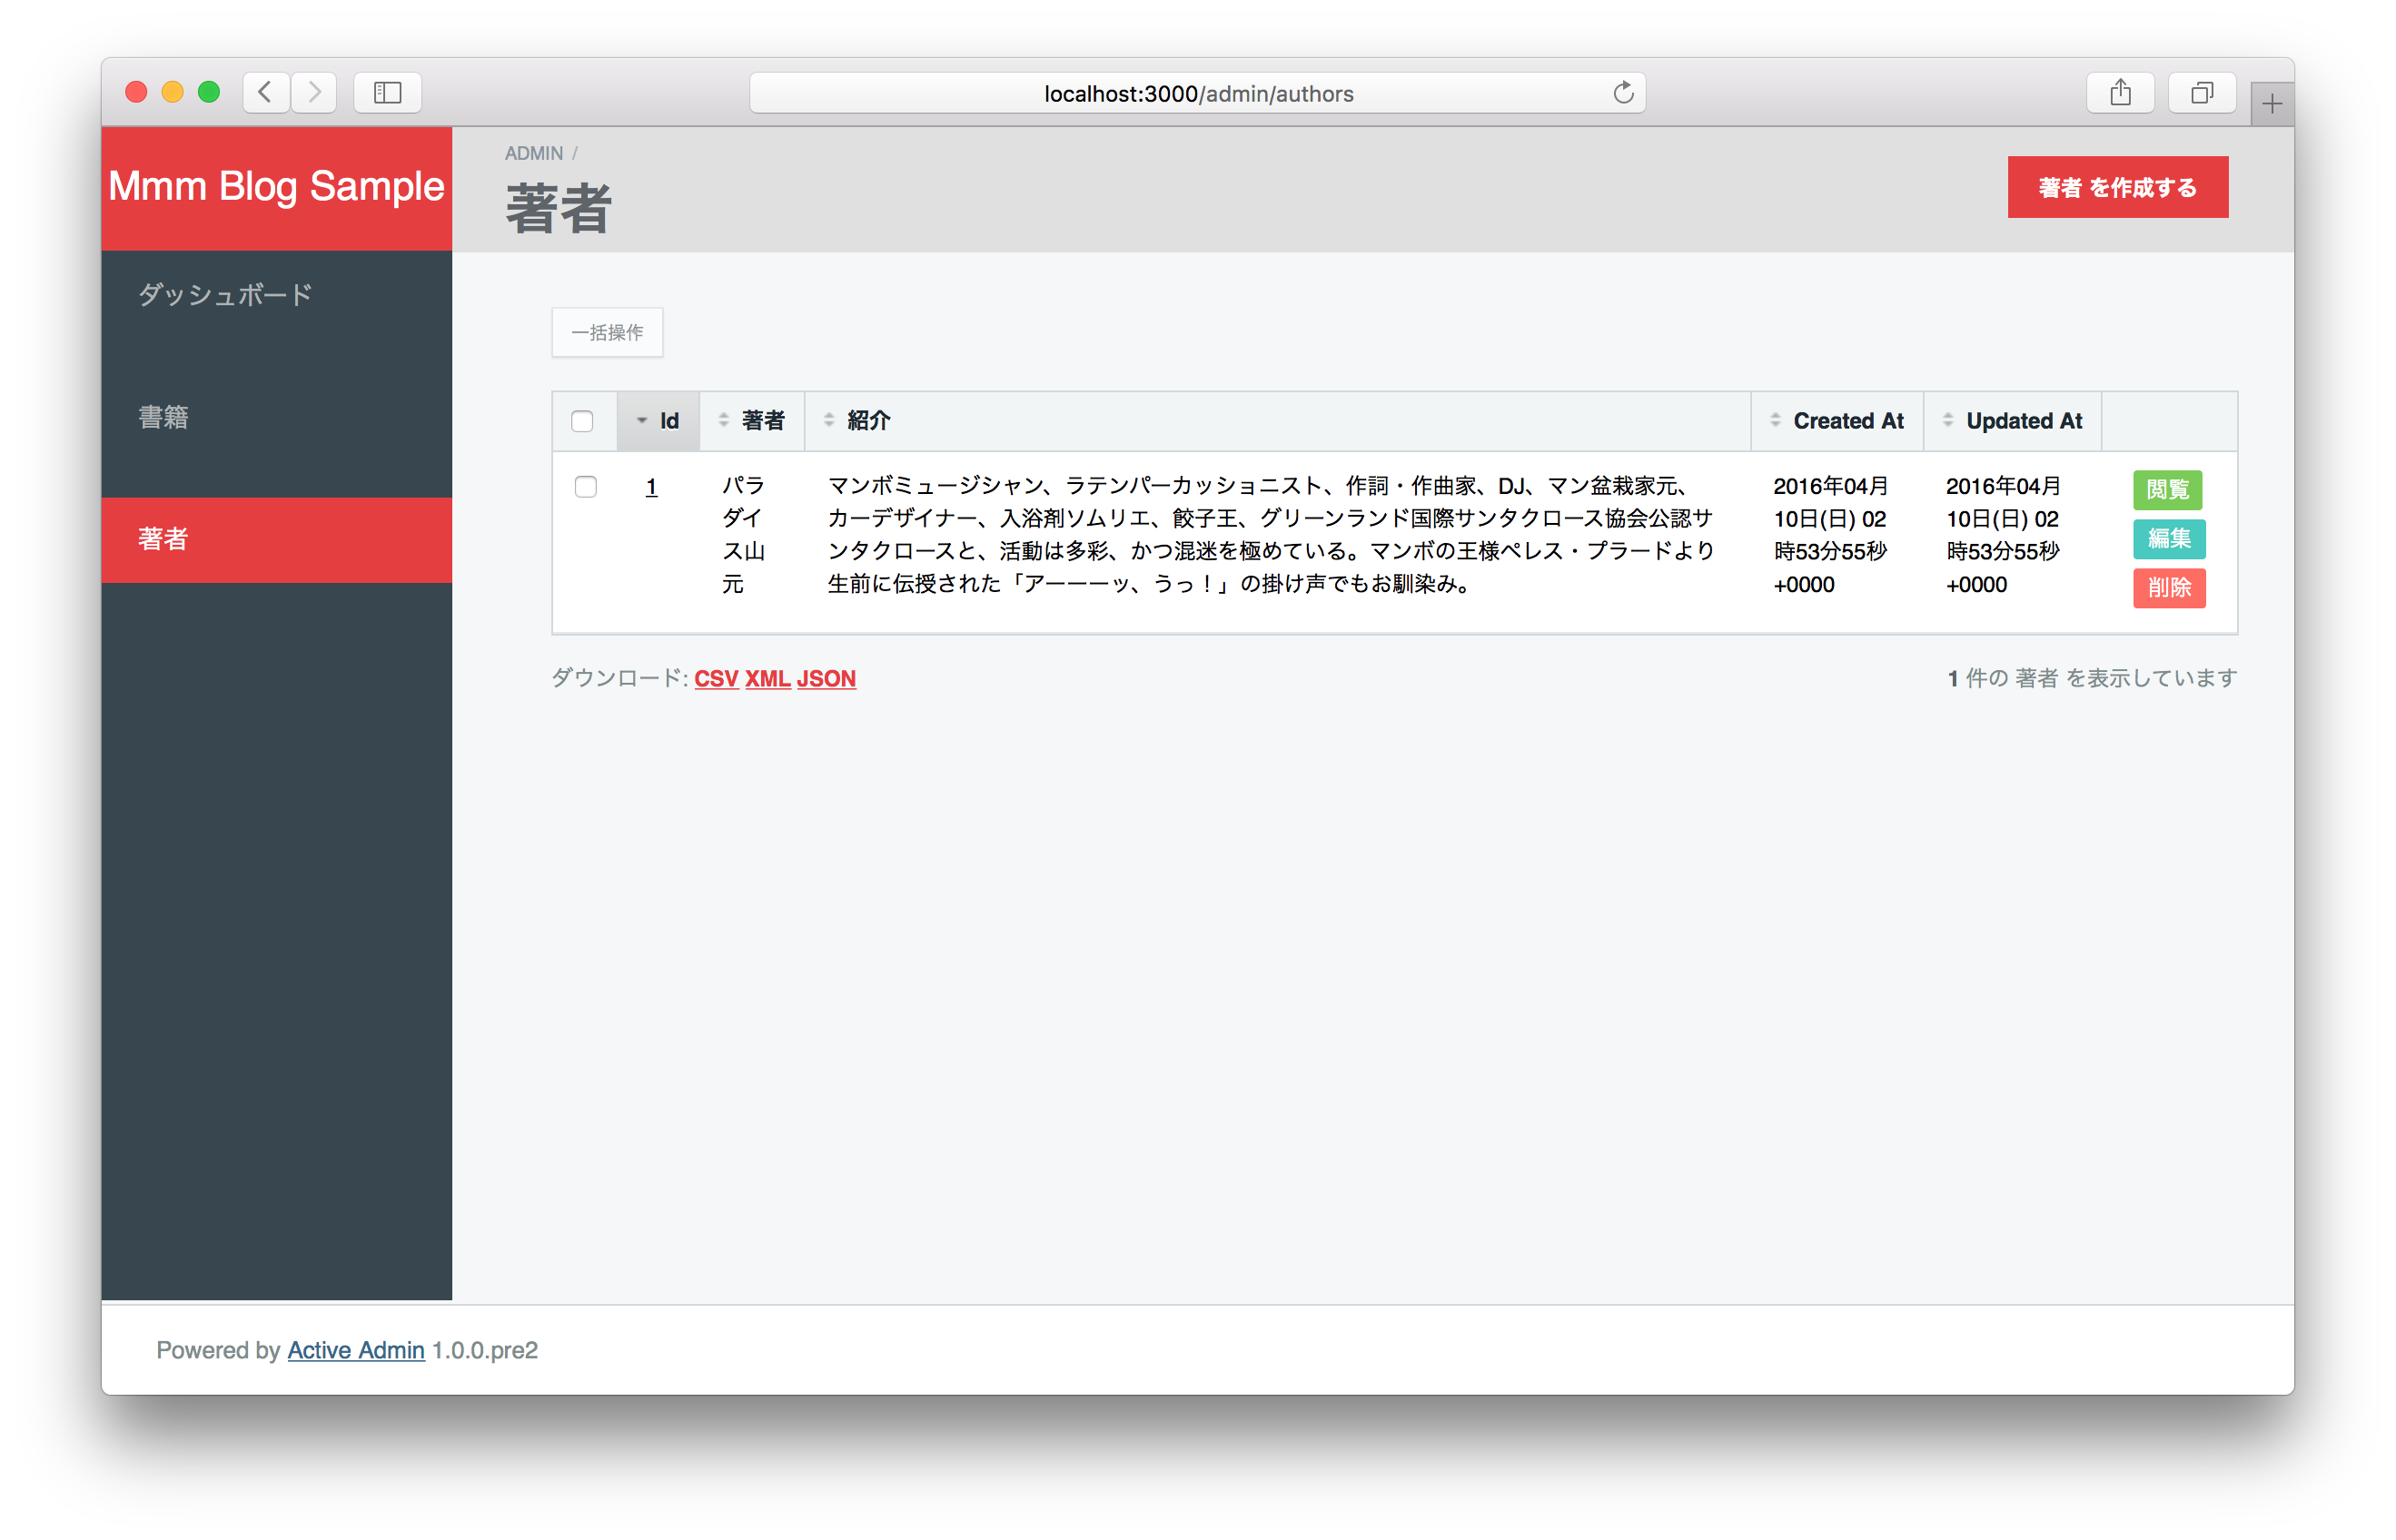 localhost:3000/admin/authors
Mmm Blog Sample
ADMIN /
著者
著者 を作成する
ダッシュボード
書籍
著者
一括操作
Id 著者 紹介 Created At Updated At
1
パラ
ダイ
ス山
元
マンボミュージシャン、ラテンパーカッショニスト、作詞・作曲家、DJ、マン盆栽家元、
カーデザイナー、入浴剤ソムリエ、餃子王、グリーンランド国際サンタクロース協会公認サ
ンタクロースと、活動は多彩、かつ混迷を極めている。マンボの王様ペレス・プラードより
生前に伝授された「アーーーッ、うっ！」の掛け声でもお馴染み。
2016年04月
10日(日) 02
時53分55秒
+0000
2016年04月
10日(日) 02
時53分55秒
+0000
閲覧
編集
削除
ダウンロード: CSV XML JSON
1 件の 著者 を表示しています
Powered by Active Admin 1.0.0.pre2